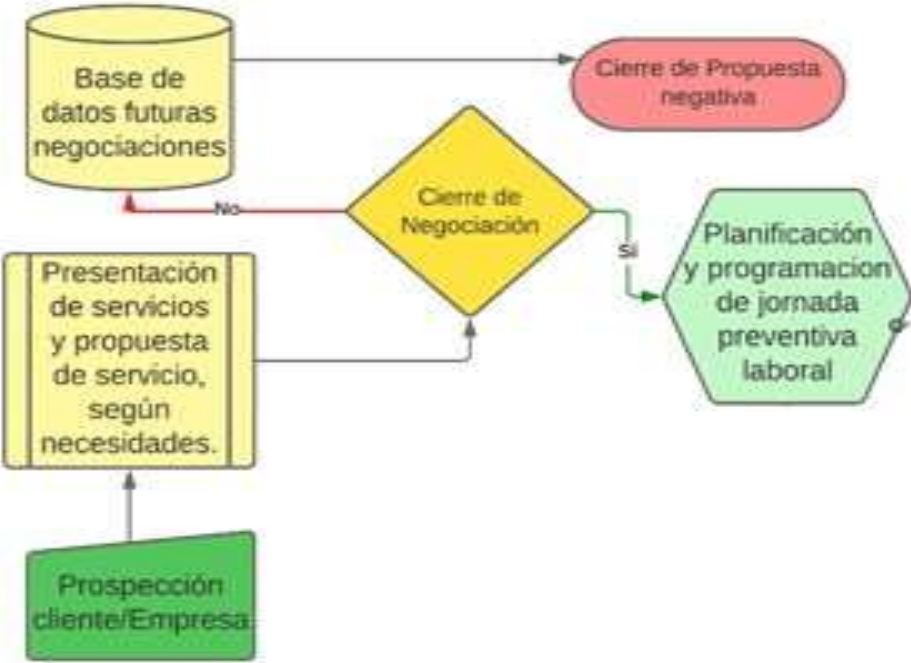 Base de
datos futuras
negociaciones
Cierre de Propuesta
negativa
Cierre de
Negociación
No
Si
Planificación
y programacion
de jornada
preventiva
laboral
Presentación
de servicios
y propuesta
de servicio,
según
necesidades.
Prospección
cliente/Empresa